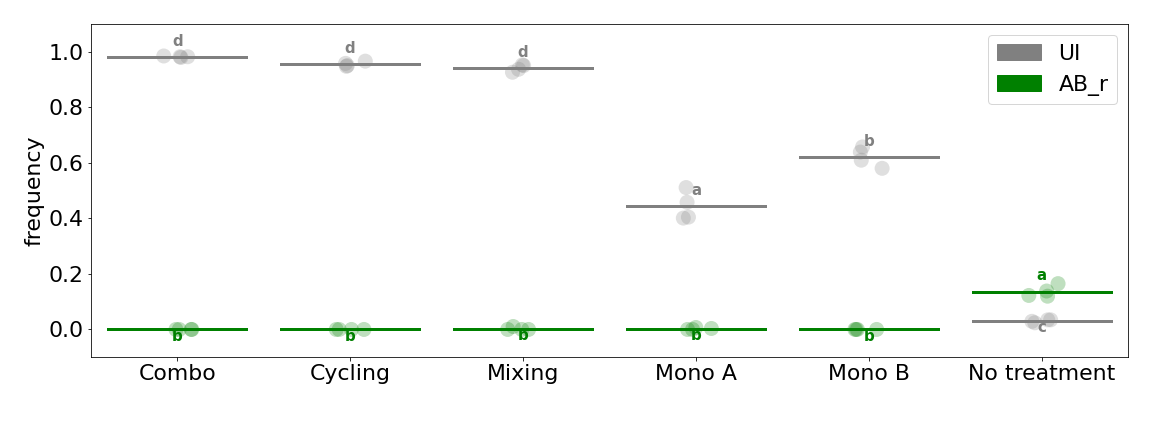 frequency
1.0
0.8
0.6
0.4
0.2
0.0
d
d
d
a
b
a
c
b
b
b
b
b
UI
AB_r
Combo
Cycling
Mixing
Mono A
Mono B
No treatment